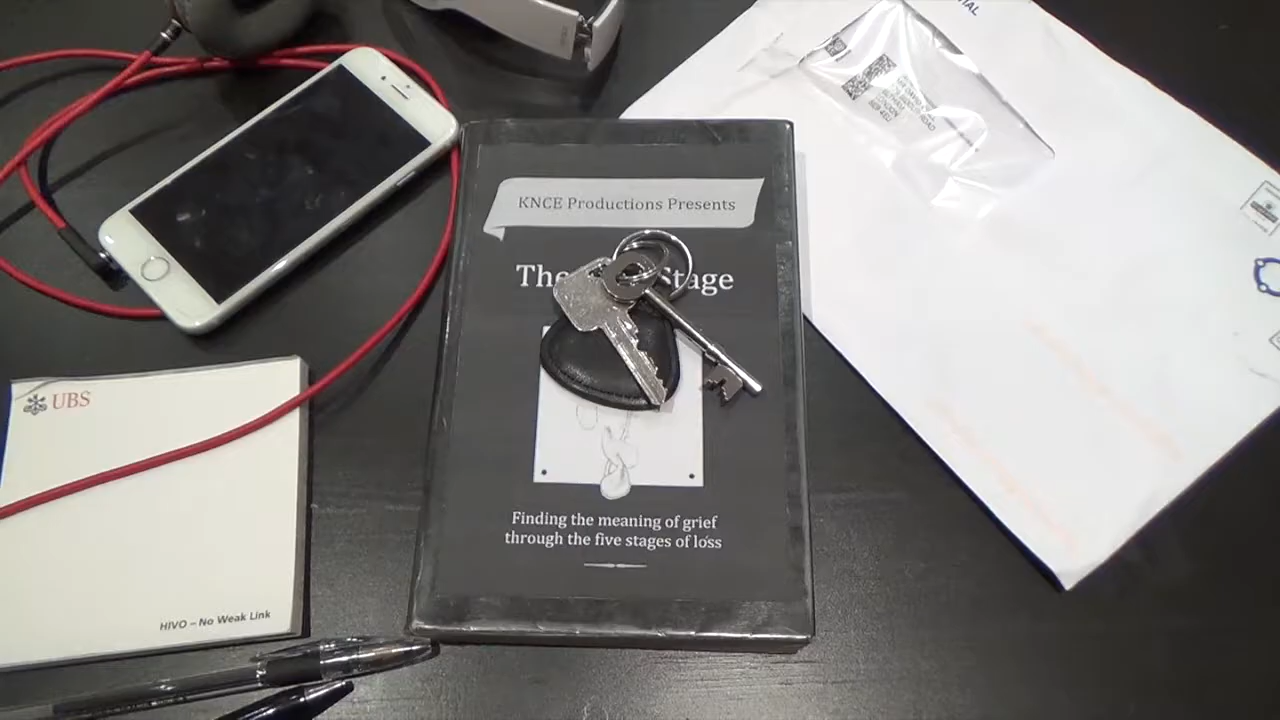 KNCE Productions Presents
The Stage
Finding the meaning of grief
through the five stages of loss
UBS
HIVO – No Weak Link
LONDON